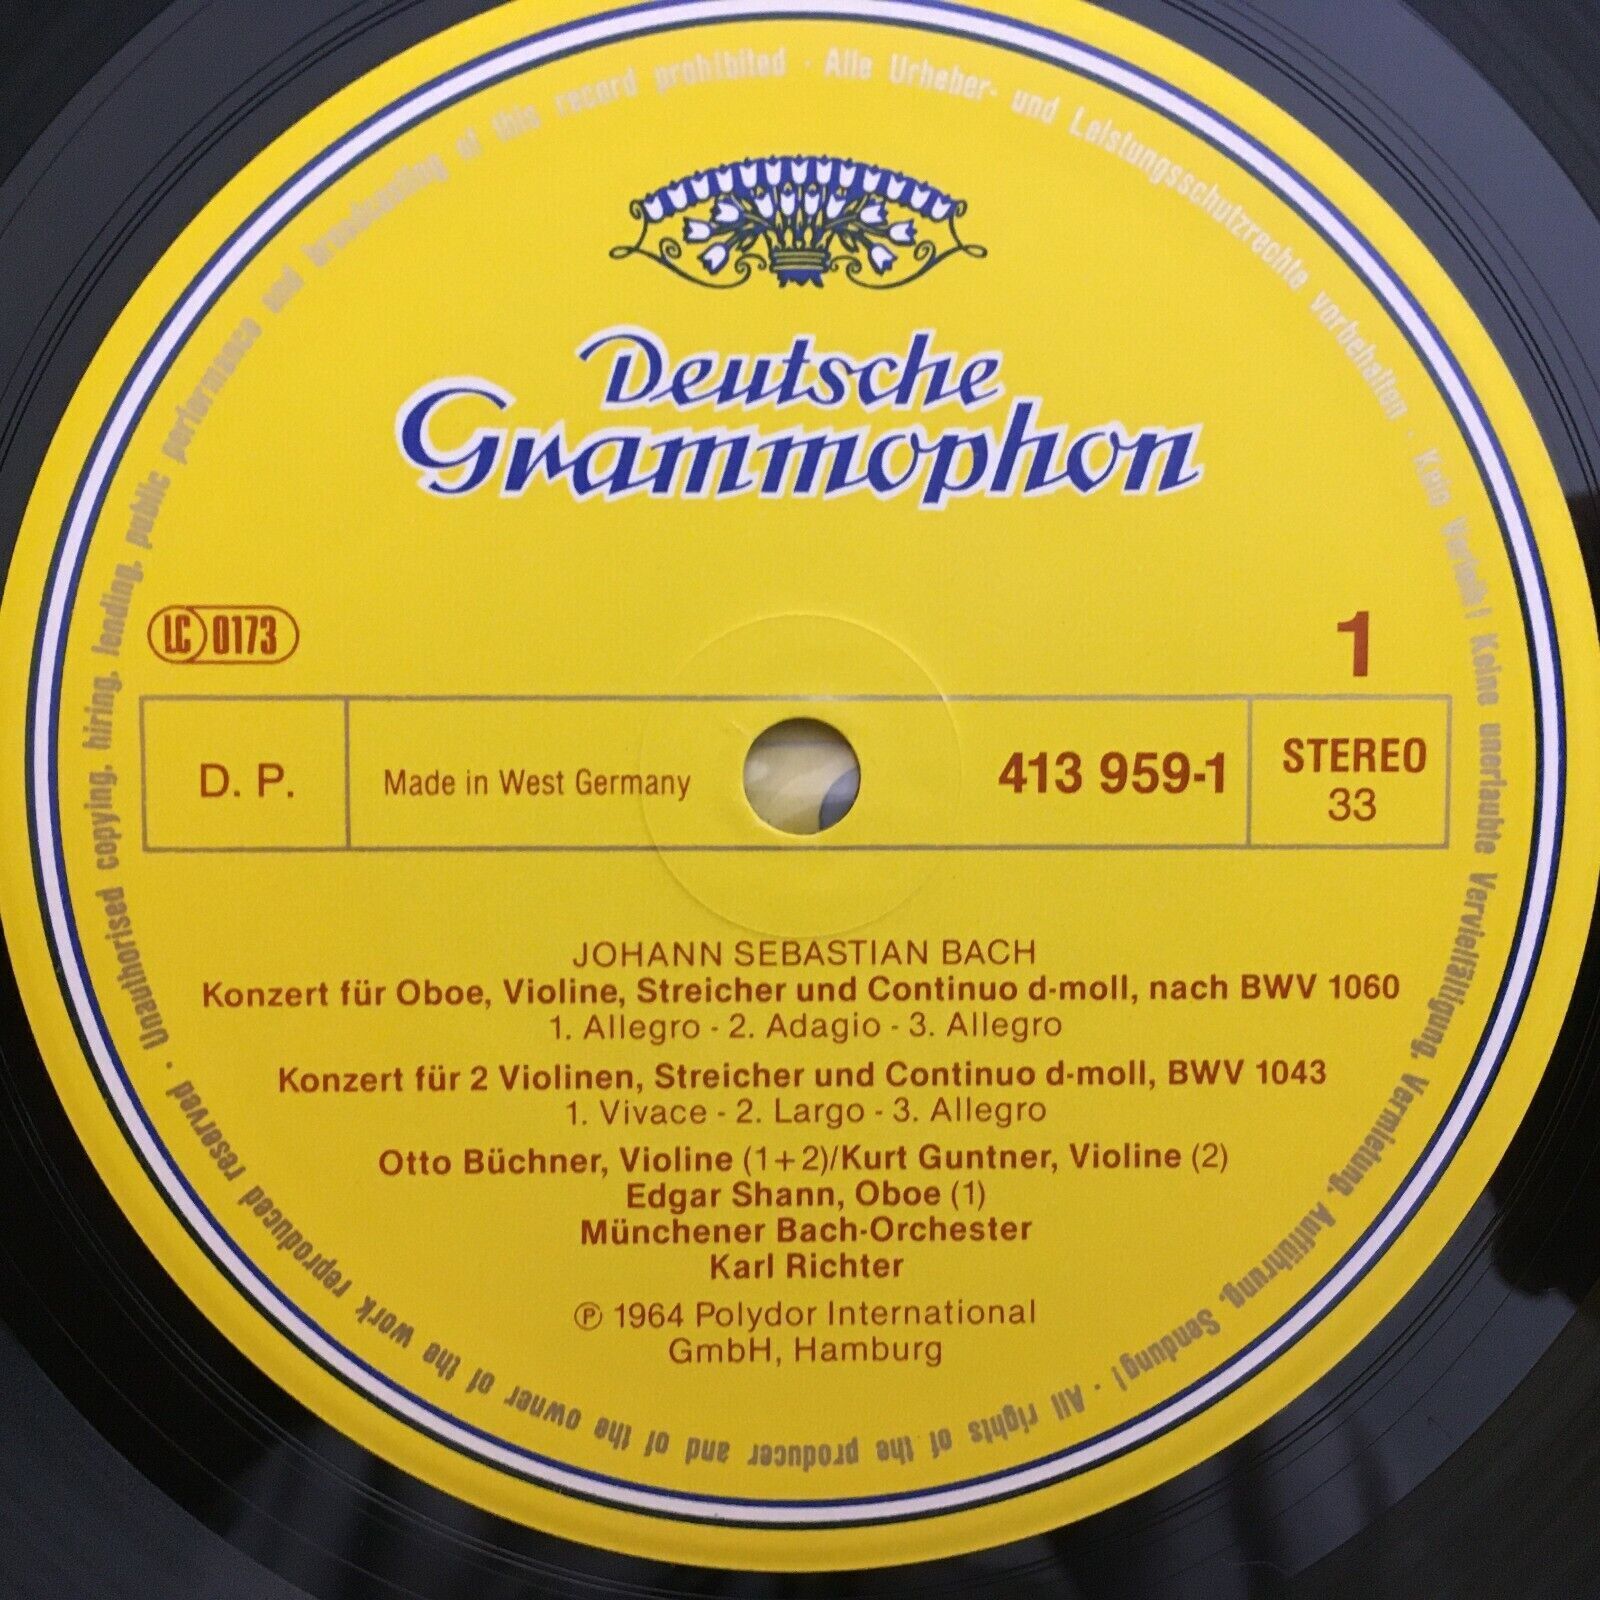 Deutsche
Grammophon
LC 0173
1
D. P.
Made in West Germany
413 959-1
STEREO
33
JOHANN SEBASTIAN BACH
Konzert für Oboe, Violine, Streicher und Continuo d-moll, nach BWV 1060
1. Allegro - 2. Adagio - 3. Allegro
Konzert für 2 Violinen, Streicher und Continuo d-moll, BWV 1043
1. Vivace - 2. Largo - 3. Allegro
Otto Büchner, Violine (1+2)/Kurt Guntner, Violine (2)
Edgar Shann, Oboe (1)
Münchener Bach-Orchester
Karl Richter
℗ 1964 Polydor International
GmbH, Hamburg
Alle Urheber- und Leistungsschutzrechte vorbehalten · Kein Verleih! Keine unerlaubte Vervielfältigung, Vermietung, Aufführung, Sendung! · All rights of the producer and of the owner of the work reproduced reserved · Unauthorised copying, hiring, lending, public performance and broadcasting of this record prohibited ·